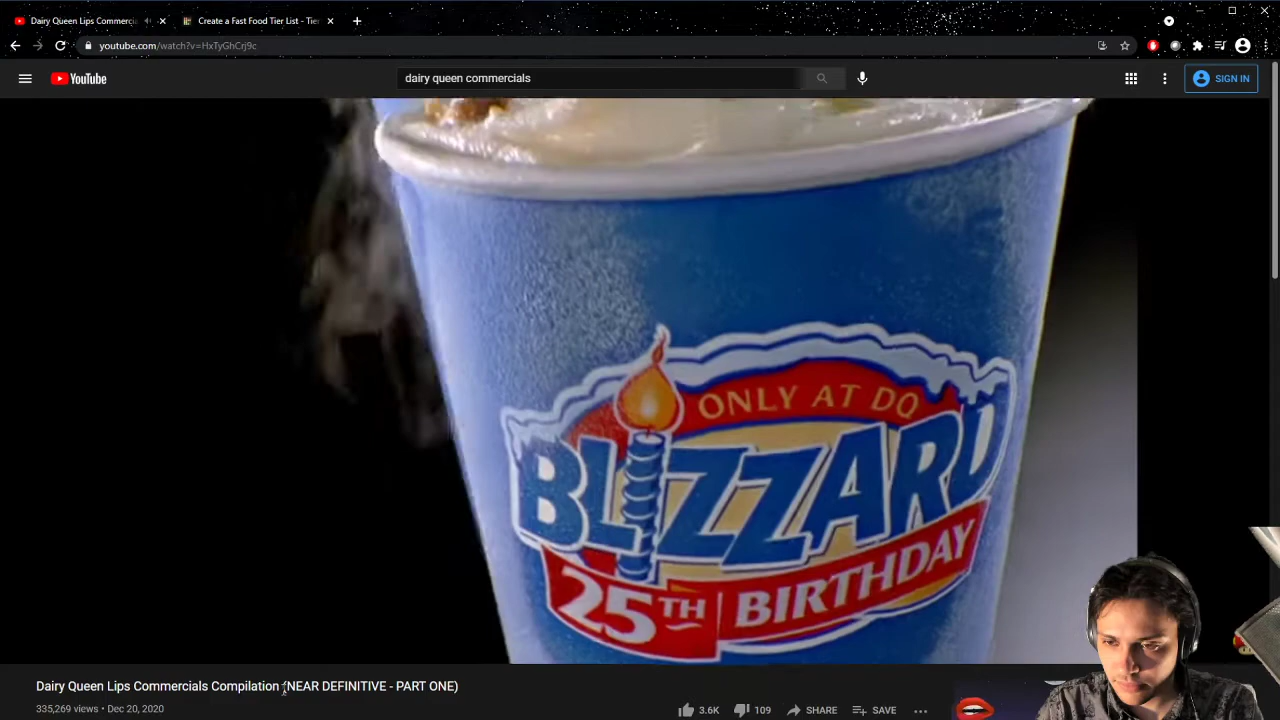 Dairy Queen Lips Commerci
Create a Fast Food Tier List - Tier
youtube.com/watch?v=HxTyGhCrj9c
YouTube
dairy queen commercials
SIGN IN
ONLY AT DQ
BLIZZARD
25TH BIRTHDAY
Dairy Queen Lips Commercials Compilation (NEAR DEFINITIVE - PART ONE)
335,269 views • Dec 20, 2020
3.6K
109
SHARE
SAVE